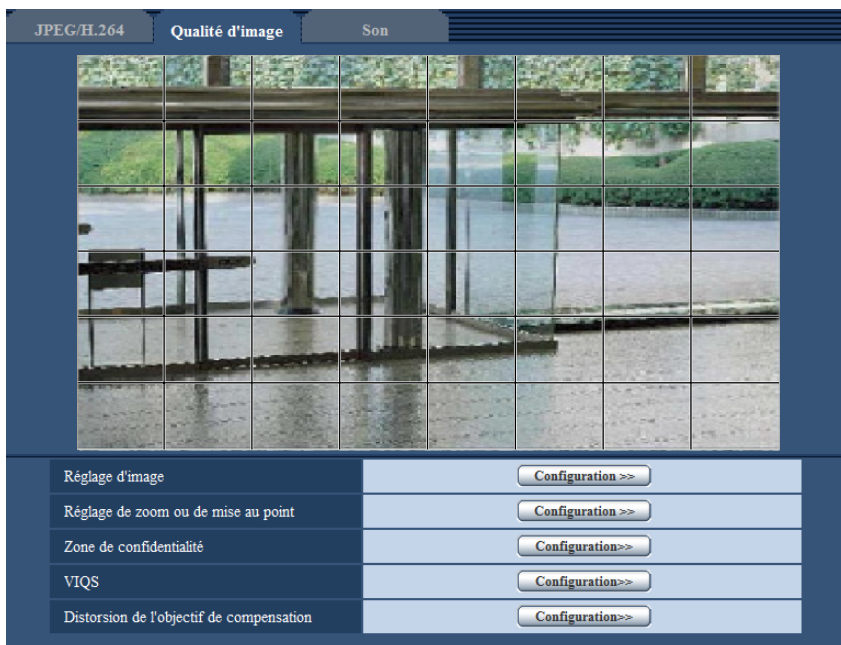 JPEG/H.264
Qualité d'image
Son
Réglage d'image
Configuration >>
Réglage de zoom ou de mise au point
Configuration >>
Zone de confidentialité
Configuration>>
VIQS
Configuration>>
Distorsion de l'objectif de compensation
Configuration>>